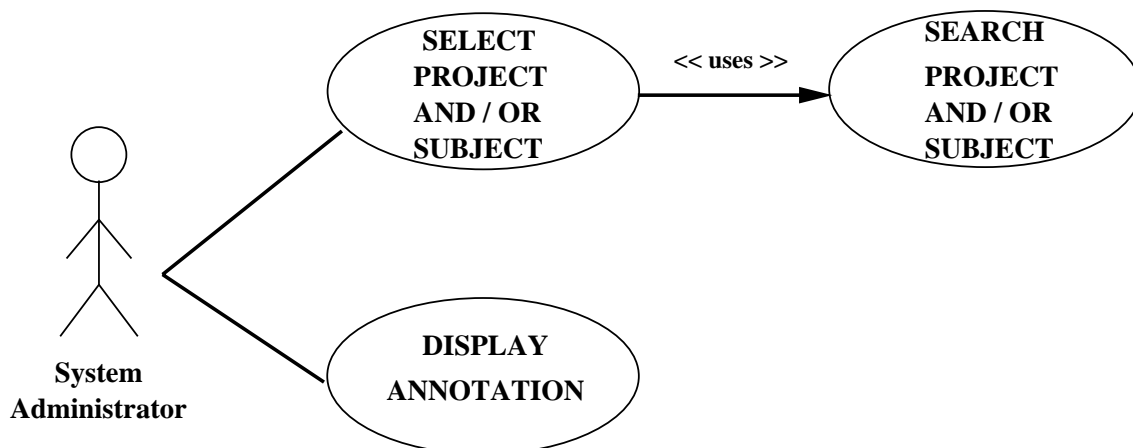 SELECT
PROJECT
AND / OR
SUBJECT
<< uses >>
SEARCH
PROJECT
AND / OR
SUBJECT
DISPLAY
ANNOTATION
System
Administrator